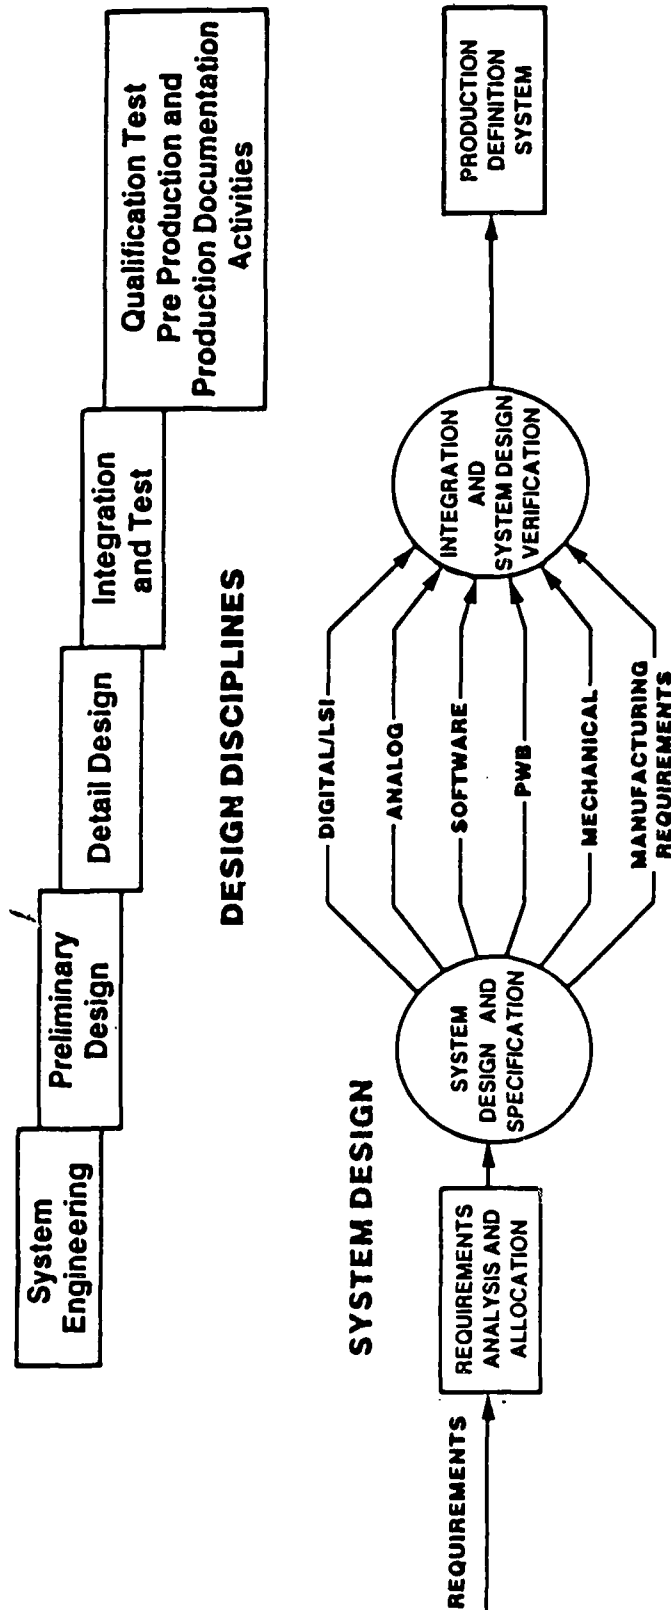 System
Engineering
Preliminary
Design
Detail Design
Integration
and Test
Qualification Test
Pre Production and
Production Documentation
Activities
DESIGN DISCIPLINES
SYSTEM DESIGN
REQUIREMENTS
REQUIREMENTS
ANALYSIS AND
ALLOCATION
SYSTEM
DESIGN AND
SPECIFICATION
DIGITAL/LSI
ANALOG
SOFTWARE
PWB
MECHANICAL
MANUFACTURING
REQUIREMENTS
INTEGRATION
AND
SYSTEM DESIGN
VERIFICATION
PRODUCTION
DEFINITION
SYSTEM